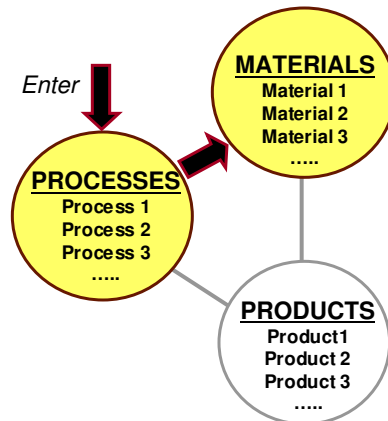 Enter
MATERIALS
Material 1
Material 2
Material 3
…..
PROCESSES
Process 1
Process 2
Process 3
…..
PRODUCTS
Product1
Product 2
Product 3
…..